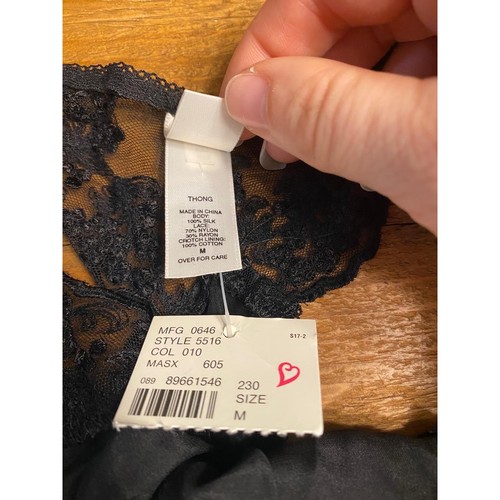 THONG
MADE IN CHINA
BODY:
100% SILK
LACE:
70% NYLON
30% RAYON
CROTCH LINING:
100% COTTON
M
OVER FOR CARE
MFG 0646
STYLE 5516
COL 010
MASX 605
S17-2
089 89661546
230
SIZE
M